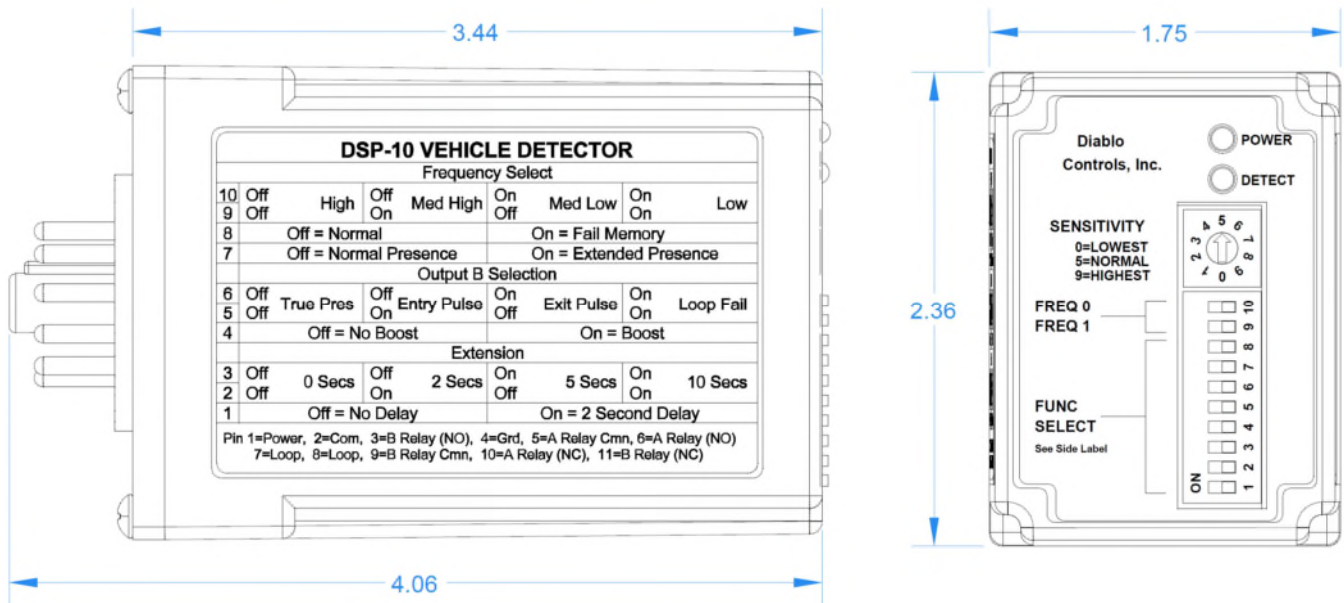 3.44
DSP-10 VEHICLE DETECTOR
Frequency Select
10 Off High Off Med High On Med Low On Low
9 Off On Off On
8 Off = Normal On = Fail Memory
7 Off = Normal Presence On = Extended Presence
Output B Selection
6 Off True Pres Off Entry Pulse On Exit Pulse On Loop Fail
5 Off On Off On
4 Off = No Boost On = Boost
Extension
3 Off 0 Secs Off 2 Secs On 5 Secs On 10 Secs
2 Off On Off On
1 Off = No Delay On = 2 Second Delay
Pin 1=Power, 2=Com, 3=B Relay (NO), 4=Grd, 5=A Relay Cmn, 6=A Relay (NO)
7=Loop, 8=Loop, 9=B Relay Cmn, 10=A Relay (NC), 11=B Relay (NC)
4.06
1.75
2.36
Diablo
Controls, Inc.
POWER
DETECT
SENSITIVITY
0=LOWEST
5=NORMAL
9=HIGHEST
0 1 2 3 4 5 6 7 8 9
FREQ 0
FREQ 1
FUNC
SELECT
See Side Label
10
9
8
7
6
5
4
3
2
ON 1